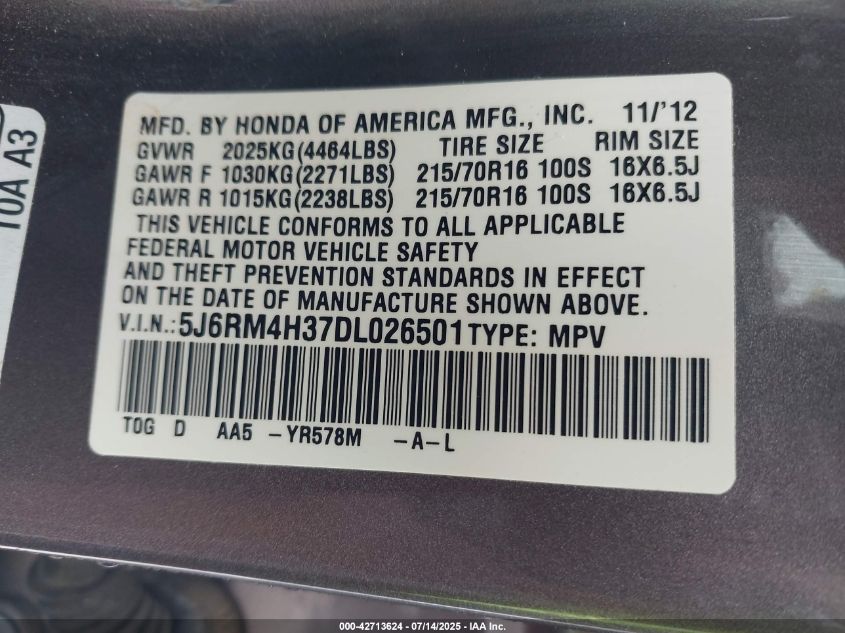 MFD. BY HONDA OF AMERICA MFG., INC. 11/'12
GVWR 2025KG(4464LBS) TIRE SIZE RIM SIZE
GAWR F 1030KG(2271LBS) 215/70R16 100S 16X6.5J
GAWR R 1015KG(2238LBS) 215/70R16 100S 16X6.5J
THIS VEHICLE CONFORMS TO ALL APPLICABLE
FEDERAL MOTOR VEHICLE SAFETY
AND THEFT PREVENTION STANDARDS IN EFFECT
ON THE DATE OF MANUFACTURE SHOWN ABOVE.
V.I.N.:5J6RM4H37DL026501 TYPE: MPV
TOG D AA5 -YR578M -A-L
T0A A3
000-42713624 - 07/14/2025 - IAA Inc.